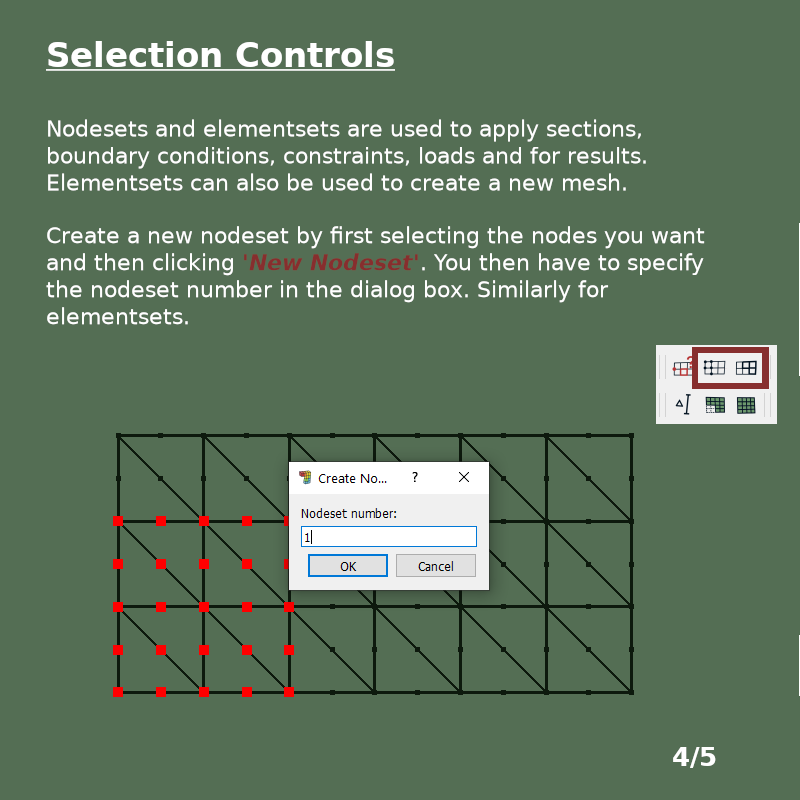 Selection Controls
Nodesets and elementsets are used to apply sections,
boundary conditions, constraints, loads and for results.
Elementsets can also be used to create a new mesh.
Create a new nodeset by first selecting the nodes you want
and then clicking 'New Nodeset'. You then have to specify
the nodeset number in the dialog box. Similarly for
elementsets.
Create No... ?
Nodeset number:
1
OK Cancel
4/5